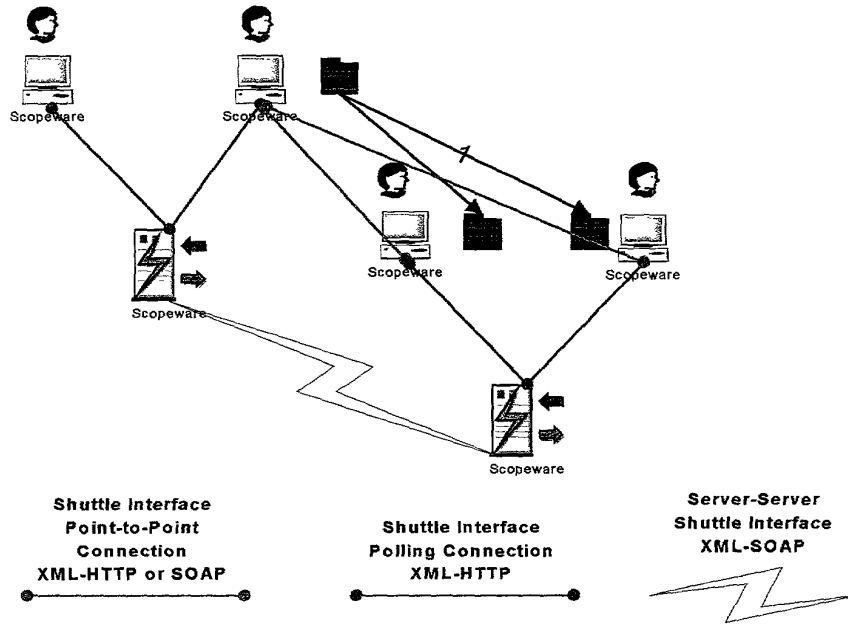 Scopeware
Scopeware
1
Scopeware
Scopeware
Scopeware
Scopeware
Shuttle Interface
Point-to-Point
Connection
XML-HTTP or SOAP
Shuttle Interface
Polling Connection
XML-HTTP
Server-Server
Shuttle Interface
XML-SOAP